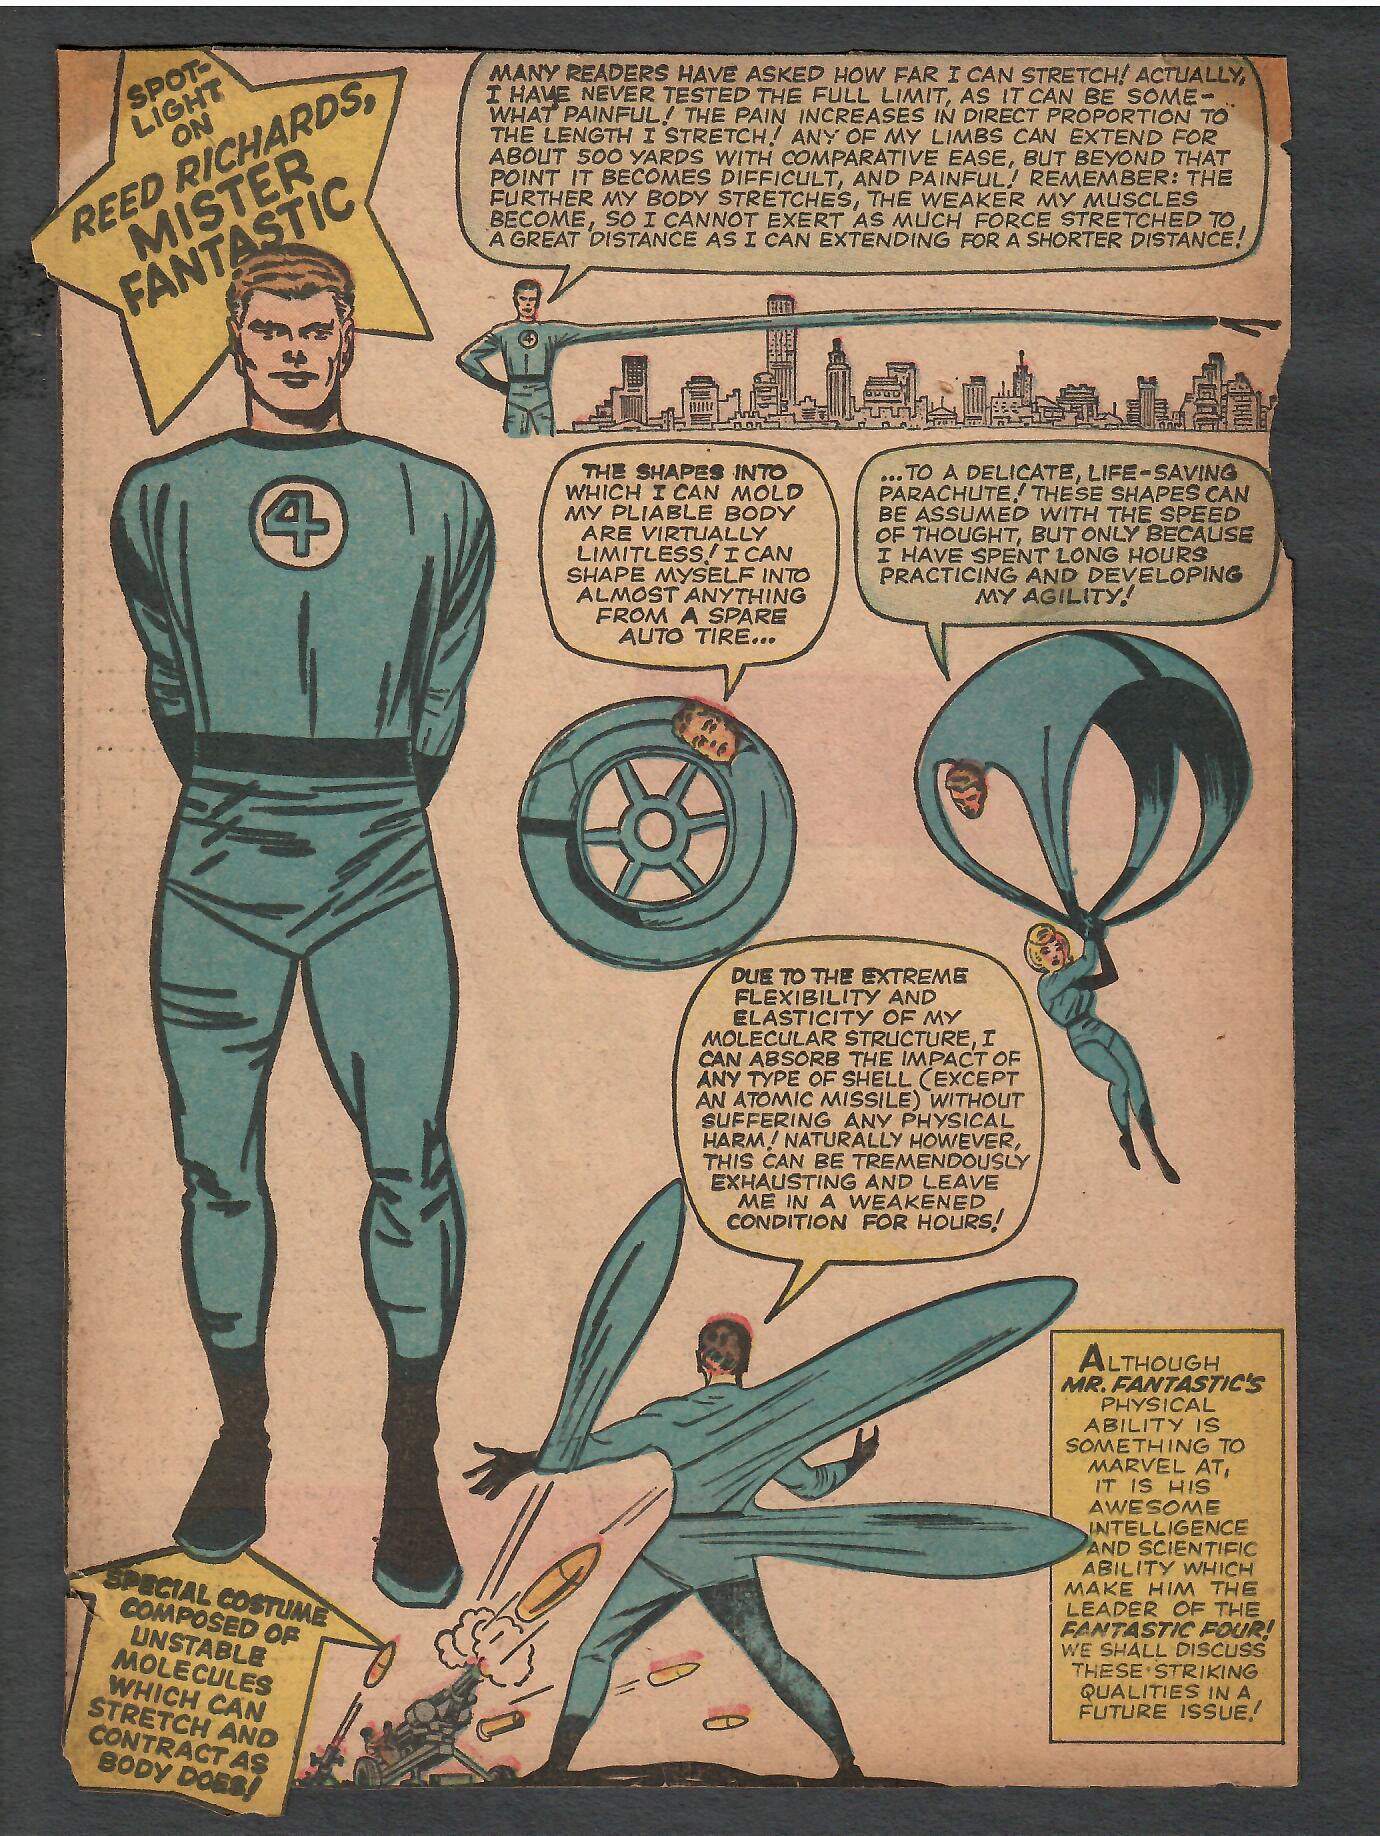 SPOT-
LIGHT
ON
REED RICHARDS,
MISTER
FANTASTIC
MANY READERS HAVE ASKED HOW FAR I CAN STRETCH! ACTUALLY,
I HAVE NEVER TESTED THE FULL LIMIT, AS IT CAN BE SOME-
WHAT PAINFUL! THE PAIN INCREASES IN DIRECT PROPORTION TO
THE LENGTH I STRETCH! ANY OF MY LIMBS CAN EXTEND FOR
ABOUT 500 YARDS WITH COMPARATIVE EASE, BUT BEYOND THAT
POINT IT BECOMES DIFFICULT, AND PAINFUL! REMEMBER: THE
FURTHER MY BODY STRETCHES, THE WEAKER MY MUSCLES
BECOME, SO I CANNOT EXERT AS MUCH FORCE STRETCHED TO
A GREAT DISTANCE AS I CAN EXTENDING FOR A SHORTER DISTANCE!
4
4
THE SHAPES INTO
WHICH I CAN MOLD
MY PLIABLE BODY
ARE VIRTUALLY
LIMITLESS! I CAN
SHAPE MYSELF INTO
ALMOST ANYTHING
FROM A SPARE
AUTO TIRE...
...TO A DELICATE, LIFE-SAVING
PARACHUTE! THESE SHAPES CAN
BE ASSUMED WITH THE SPEED
OF THOUGHT, BUT ONLY BECAUSE
I HAVE SPENT LONG HOURS
PRACTICING AND DEVELOPING
MY AGILITY!
DUE TO THE EXTREME
FLEXIBILITY AND
ELASTICITY OF MY
MOLECULAR STRUCTURE, I
CAN ABSORB THE IMPACT OF
ANY TYPE OF SHELL (EXCEPT
AN ATOMIC MISSILE) WITHOUT
SUFFERING ANY PHYSICAL
HARM! NATURALLY HOWEVER,
THIS CAN BE TREMENDOUSLY
EXHAUSTING AND LEAVE
ME IN A WEAKENED
CONDITION FOR HOURS!
ALTHOUGH
MR. FANTASTIC'S
PHYSICAL
ABILITY IS
SOMETHING TO
MARVEL AT,
IT IS HIS
AWESOME
INTELLIGENCE
AND SCIENTIFIC
ABILITY WHICH
MAKE HIM THE
LEADER OF THE
FANTASTIC FOUR!
WE SHALL DISCUSS
THESE STRIKING
QUALITIES IN A
FUTURE ISSUE!
SPECIAL COSTUME
COMPOSED OF
UNSTABLE
MOLECULES
WHICH CAN
STRETCH AND
CONTRACT AS
BODY DOES!